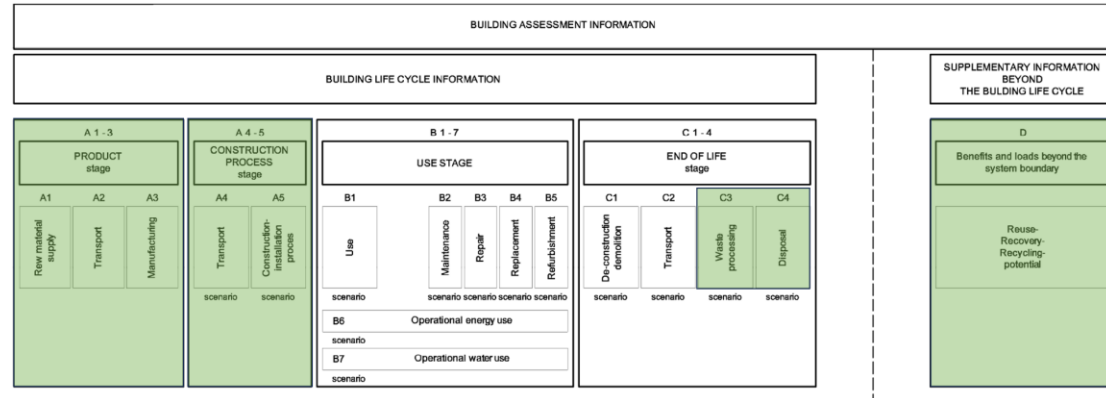 BUILDING ASSESSMENT INFORMATION
BUILDING LIFE CYCLE INFORMATION
SUPPLEMENTARY INFORMATION
BEYOND
THE BULDING LIFE CYCLE
A 1 - 3
PRODUCT
stage
A1
A2
A3
Rew material
supply
Transport
Manufacturing
A 4 - 5
CONSTRUCTION
PROCESS
stage
A4
A5
Transport
Construction-
installation
proces
scenario
scenario
B 1 - 7
USE STAGE
B1
B2
B3
B4
B5
Use
Maintenance
Repair
Replacement
Refurbishment
scenario
scenario
scenario
scenario
scenario
B6
Operational energy use
scenario
B7
Operational water use
scenario
C 1 - 4
END OF LIFE
stage
C1
C2
C3
C4
De-construction
demolition
Transport
Waste
processing
Disposal
scenario
scenario
scenario
scenario
D
Benefits and loads beyond the
system boundary
Reuse-
Recovery-
Recycling-
potential